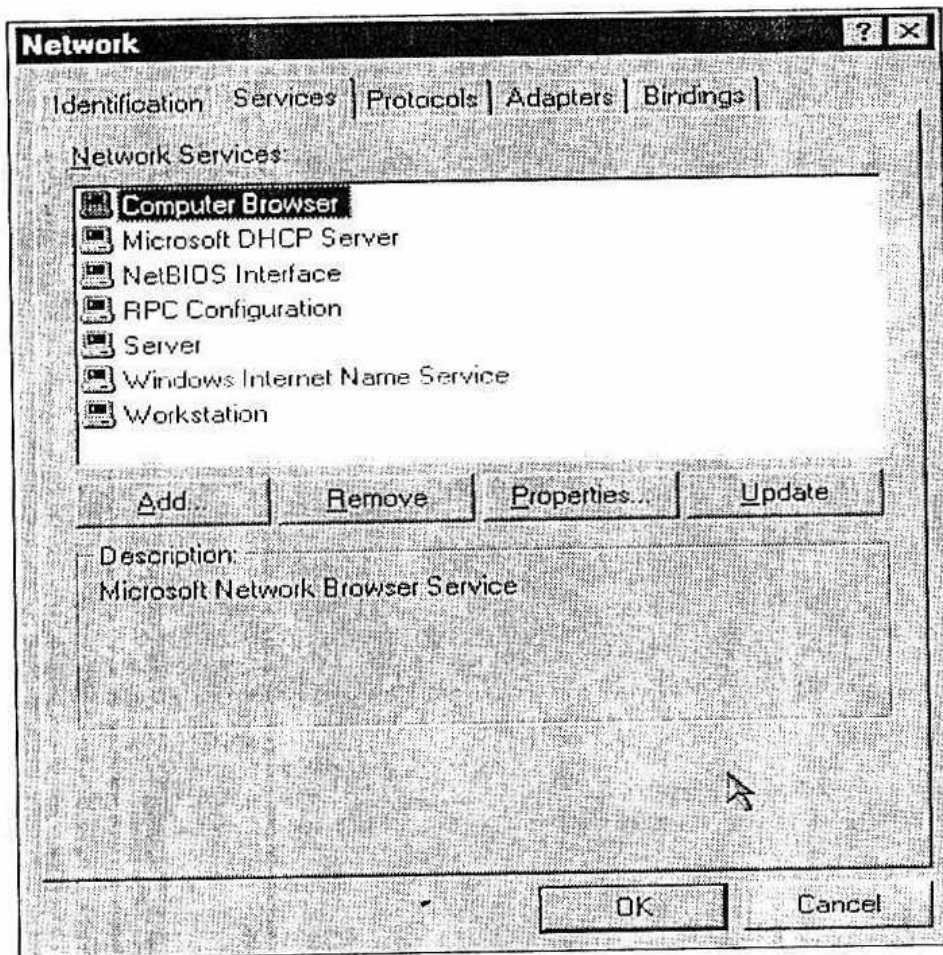 Network
Identification Services Protocols Adapters Bindings
Network Services:
Computer Browser
Microsoft DHCP Server
NetBIOS Interface
RPC Configuration
Server
Windows Internet Name Service
Workstation
Add... Remove Properties... Update
Description:
Microsoft Network Browser Service
OK Cancel